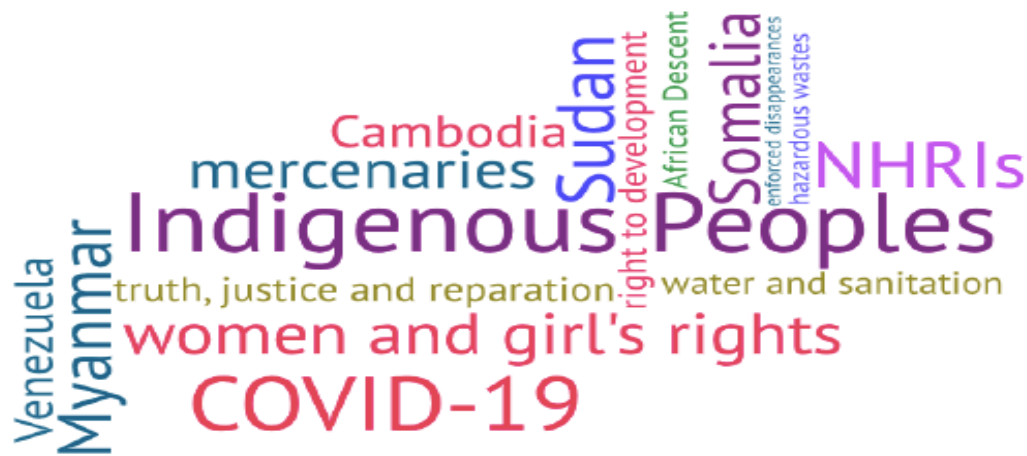 Cambodia
mercenaries
Sudan
right to development
African Descent
Somalia
enforced disappearances
hazardous wastes
NHRIs
Indigenous Peoples
Venezuela
Myanmar
truth, justice and reparation
water and sanitation
women and girl's rights
COVID-19